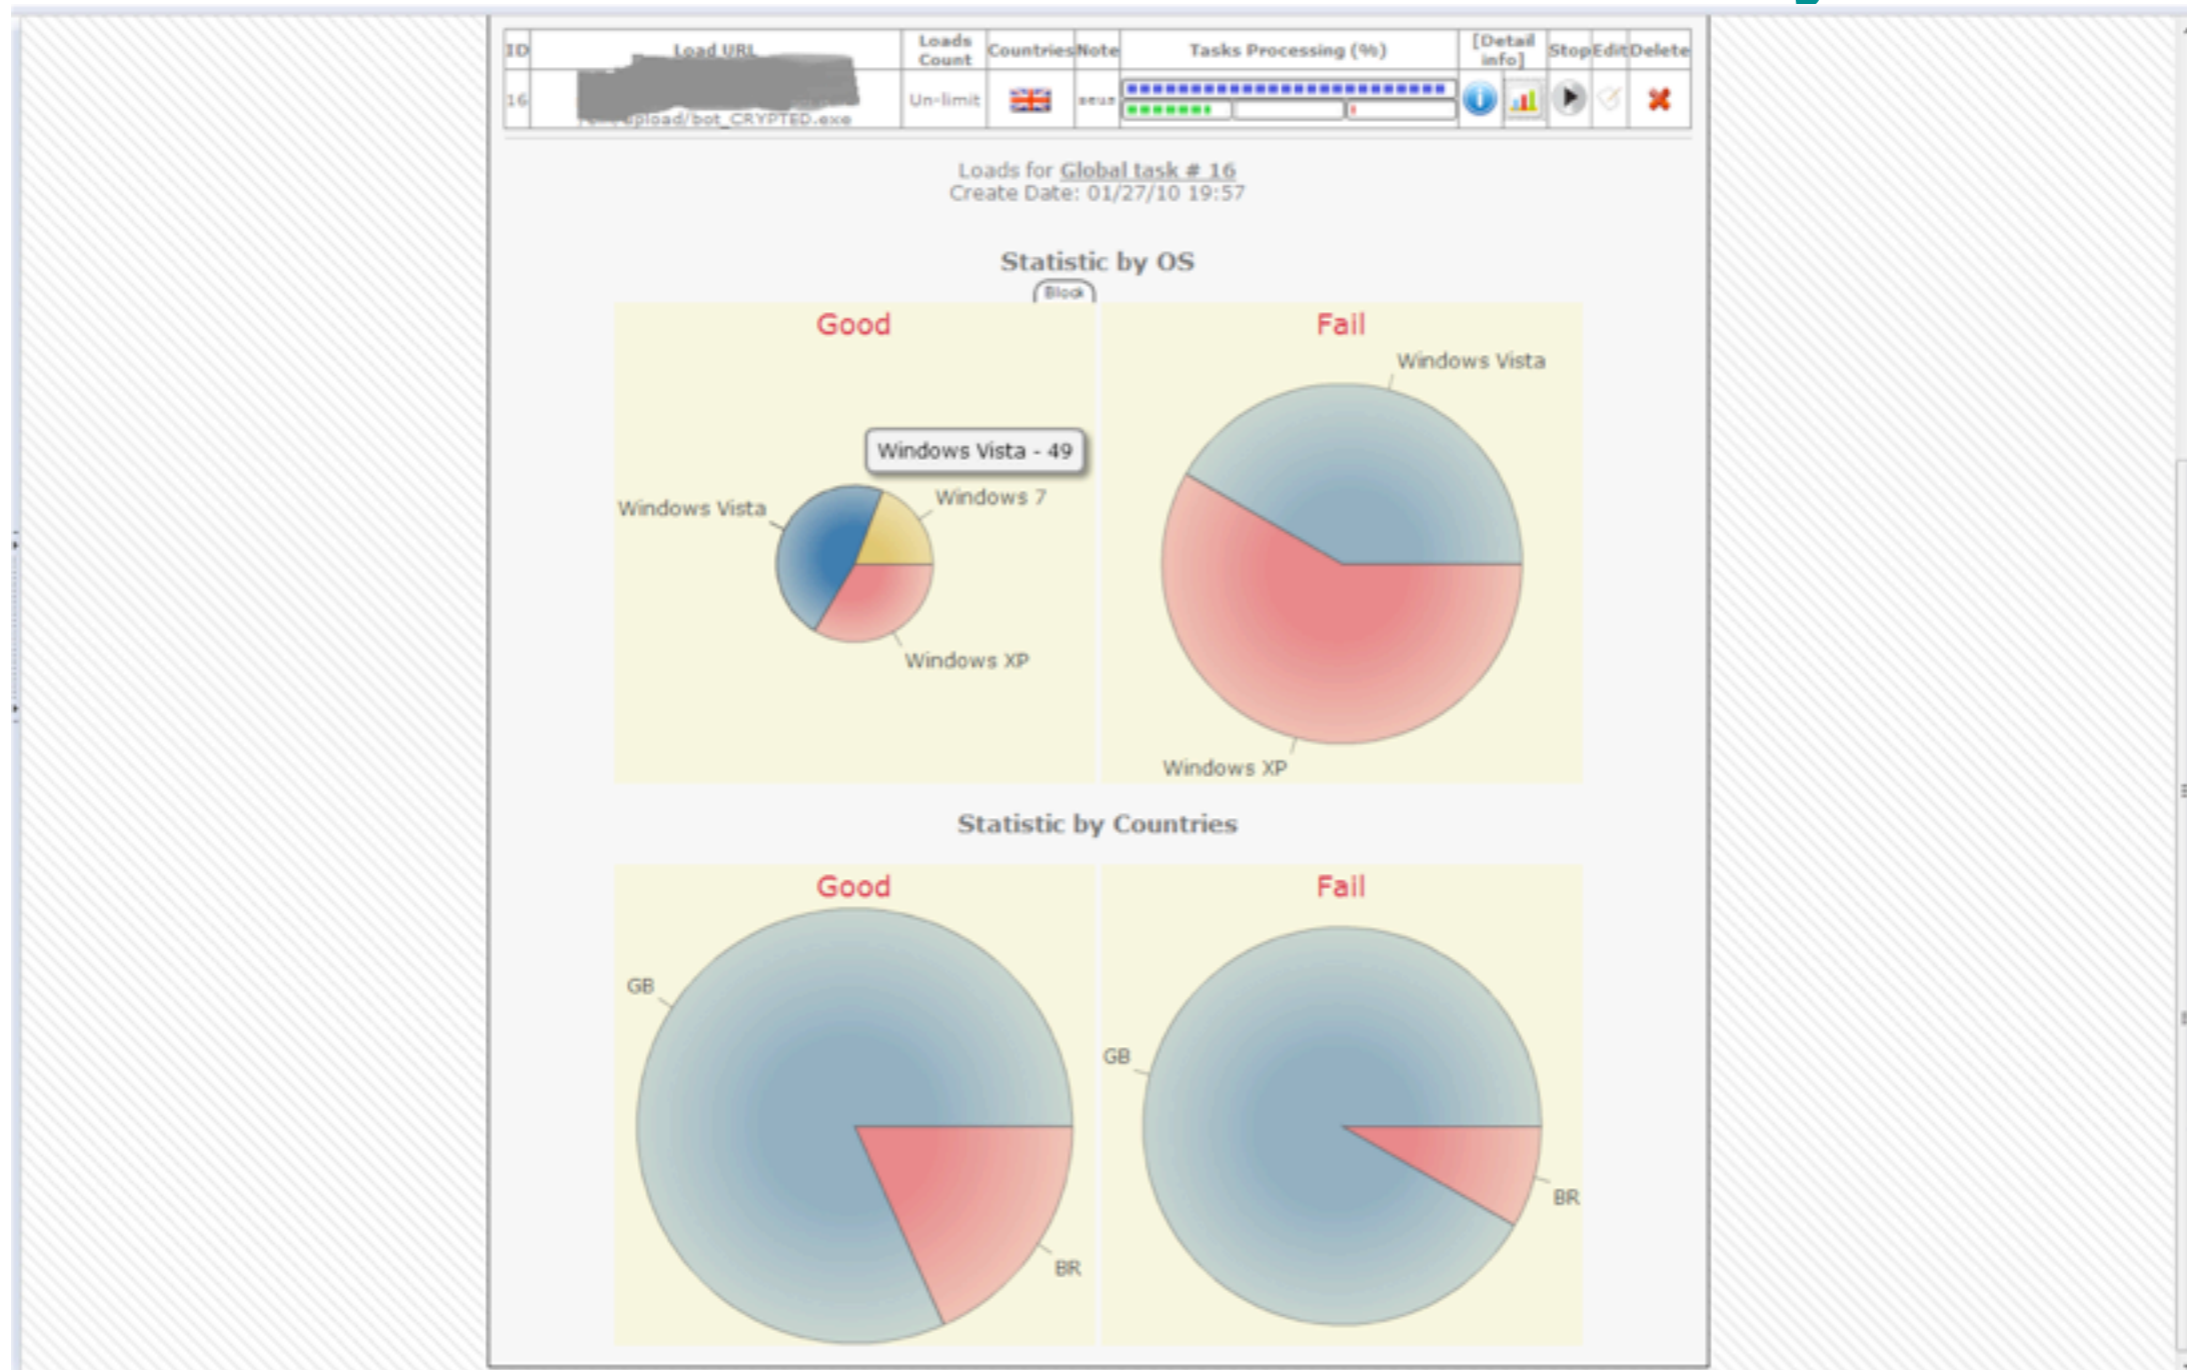 ID Load URL Loads Count Countries Note Tasks Processing (%) [Detail info] Stop Edit Delete
16 upload/bot_CRYPTED.exe Un-limit
Loads for Global task # 16
Create Date: 01/27/10 19:57
Statistic by OS
Block
Good Fail
Windows Vista
Windows Vista - 49
Windows 7
Windows Vista
Windows XP
Windows XP
Statistic by Countries
Good Fail
GB
GB
BR
BR